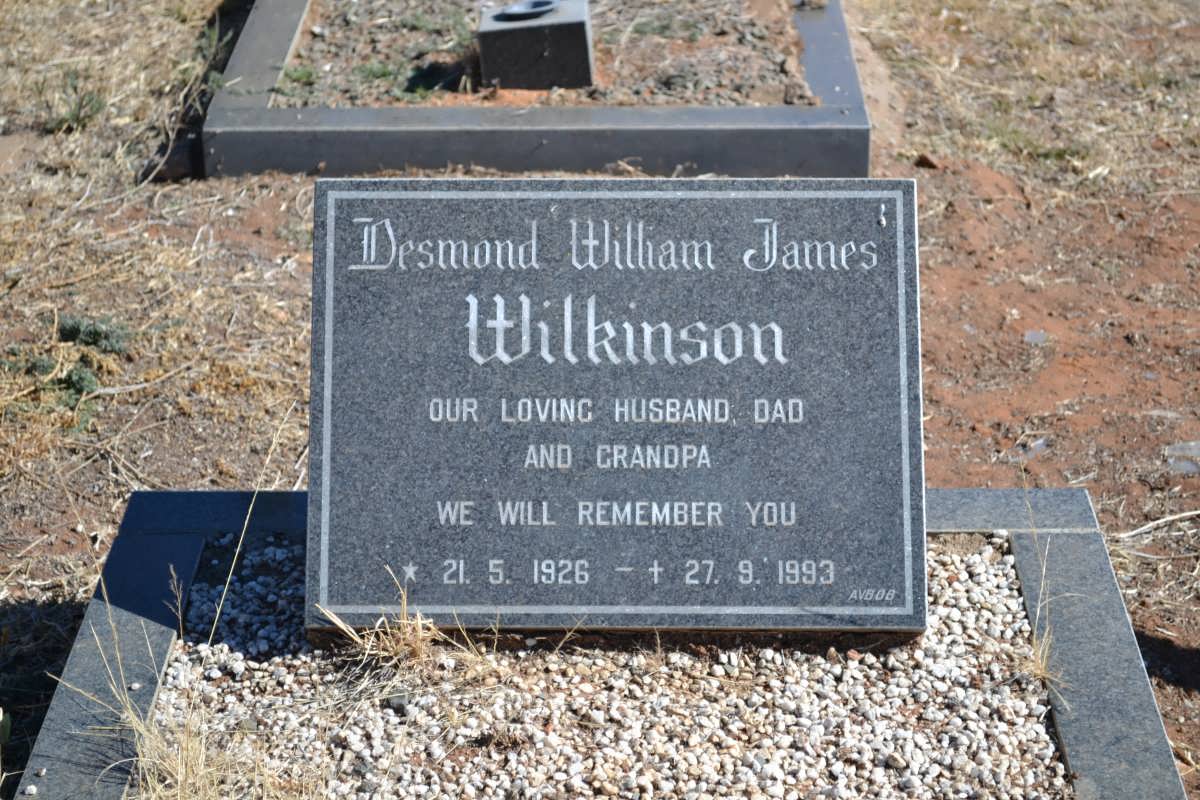 Desmond William James
Wilkinson
OUR LOVING HUSBAND, DAD
AND GRANDPA
WE WILL REMEMBER YOU
★ 21. 5. 1926 – † 27. 9. 1993
AVBOB